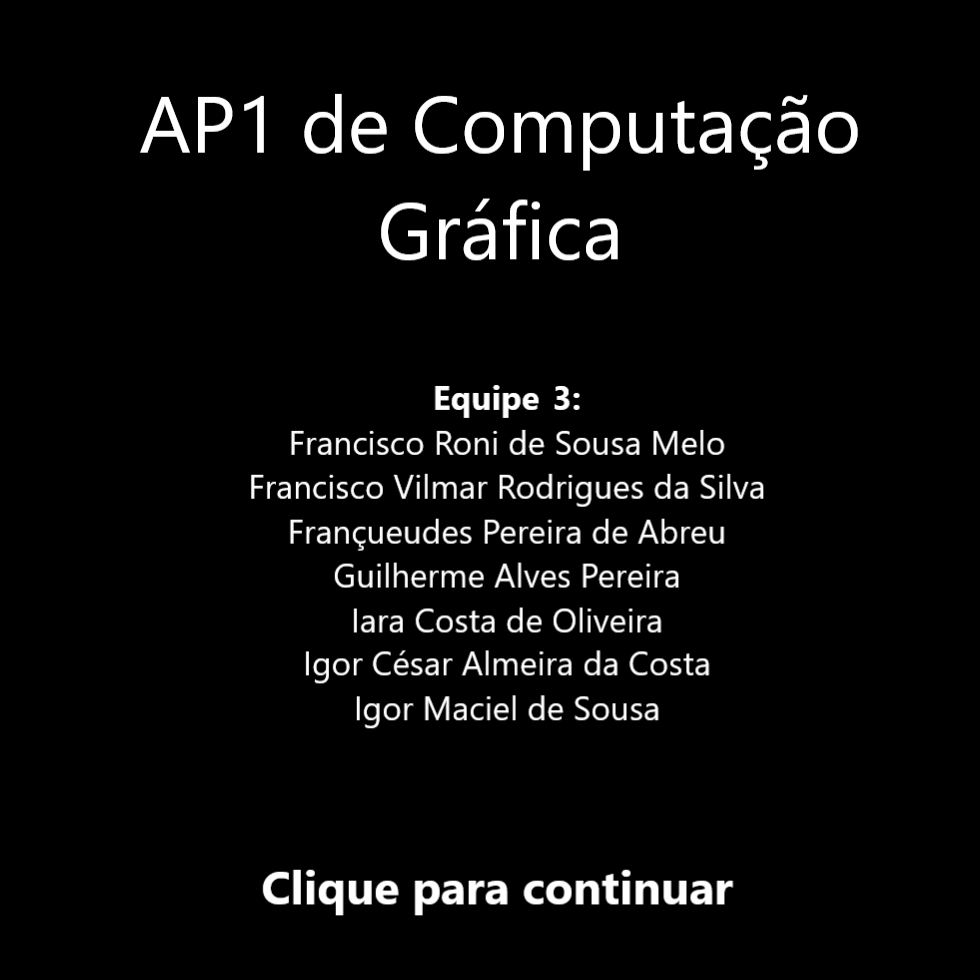 AP1 de Computação
Gráfica
Equipe 3:
Francisco Roni de Sousa Melo
Francisco Vilmar Rodrigues da Silva
Françueudes Pereira de Abreu
Guilherme Alves Pereira
Iara Costa de Oliveira
Igor César Almeira da Costa
Igor Maciel de Sousa
Clique para continuar